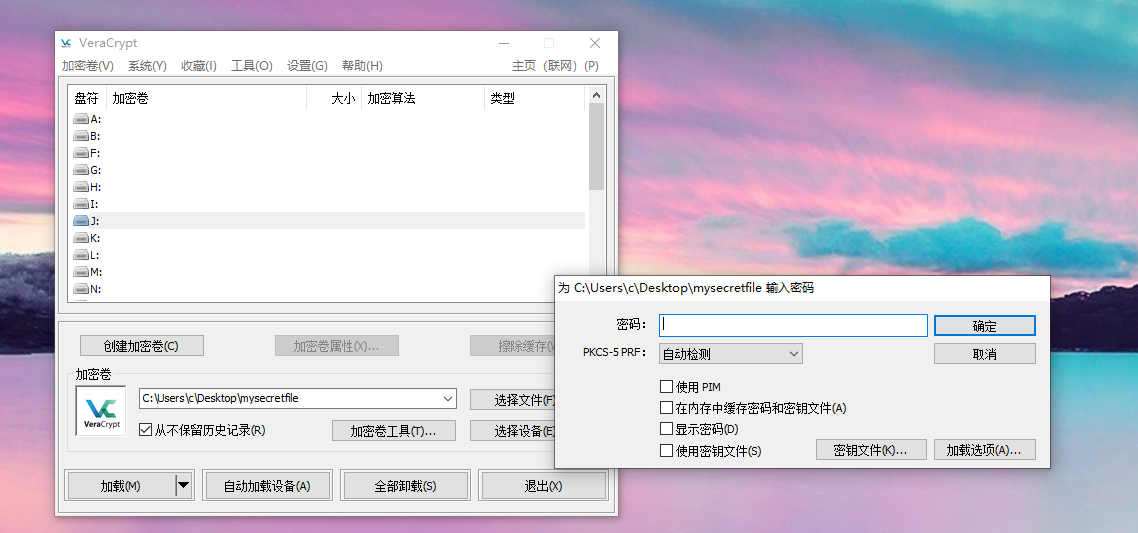 VeraCrypt
加密卷(V) 系统(Y) 收藏(I) 工具(O) 设置(G) 帮助(H) 主页（联网）(P)
盘符 加密卷 大小 加密算法 类型
A:
B:
F:
G:
H:
I:
J:
K:
L:
M:
N:
创建加密卷(C) 加密卷属性(X)... 擦除缓存(
加密卷
VeraCrypt
C:\Users\c\Desktop\mysecretfile 选择文件(F)
从不保留历史记录(R) 加密卷工具(T)... 选择设备(E)
加载(M) 自动加载设备(A) 全部卸载(S) 退出(X)
为 C:\Users\c\Desktop\mysecretfile 输入密码
密码: 确定
PKCS-5 PRF: 自动检测 取消
使用 PIM
在内存中缓存密码和密钥文件(A)
显示密码(D)
使用密钥文件(S) 密钥文件(K)... 加载选项(A)...